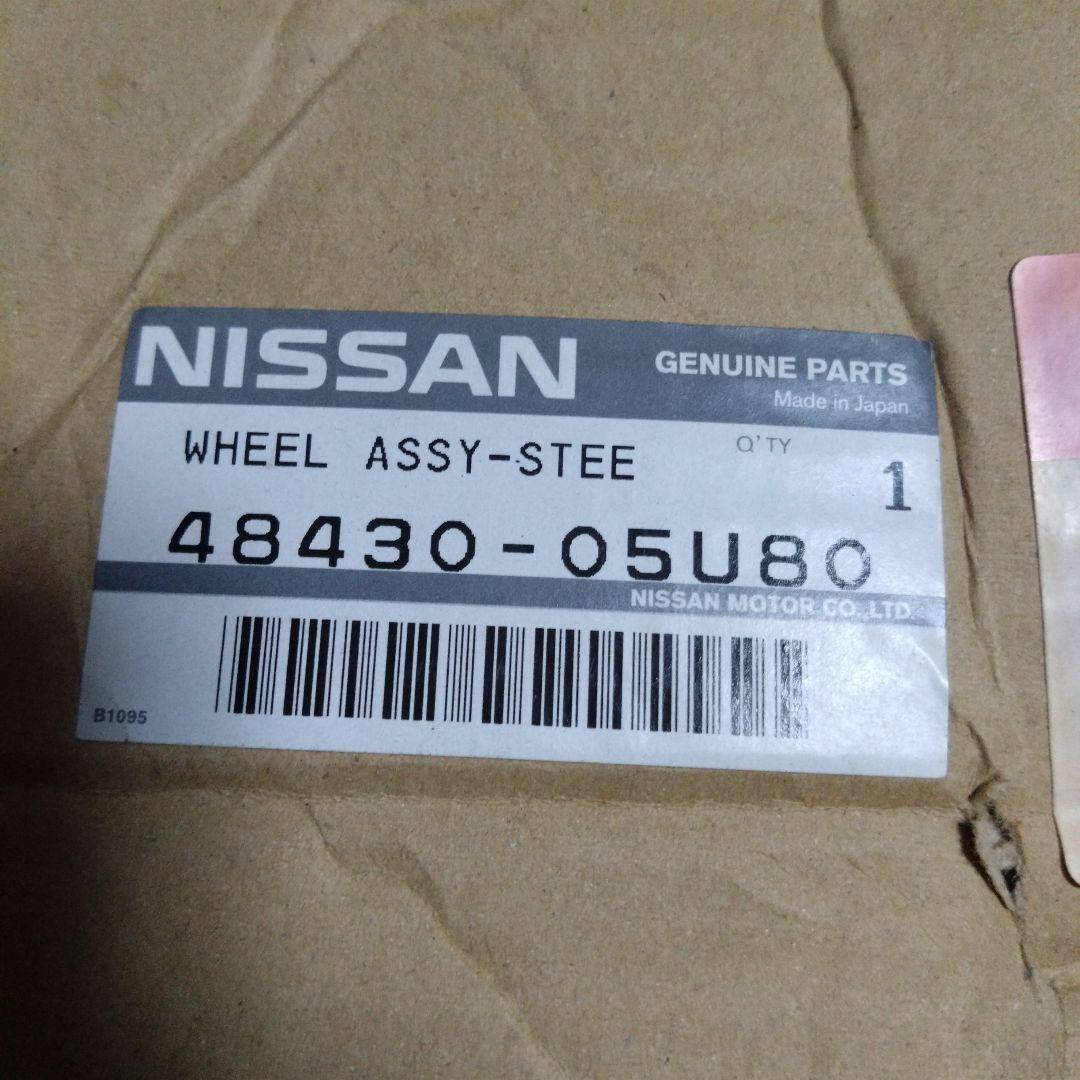 NISSAN
GENUINE PARTS
Made in Japan
WHEEL ASSY-STEE
Q'TY
1
48430-05U80
NISSAN MOTOR CO.,LTD.
B1095